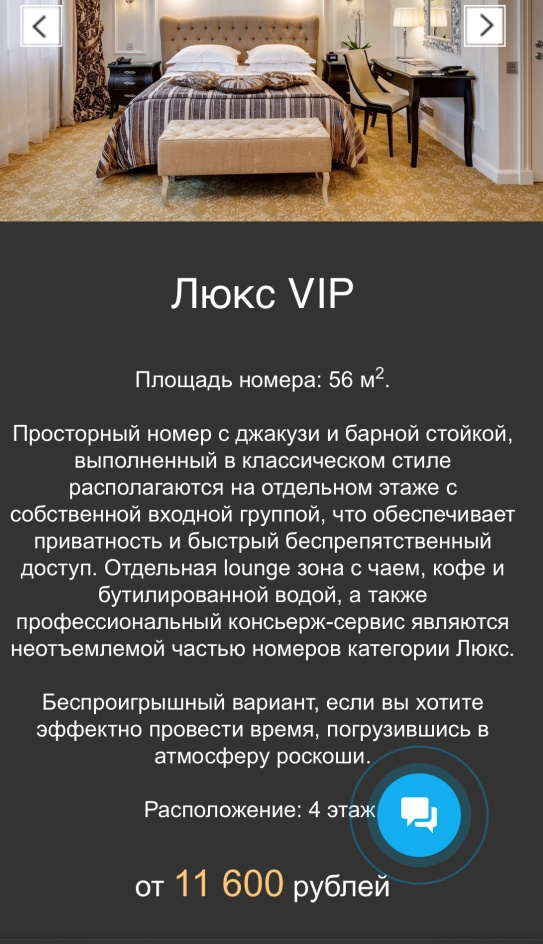 Люкс VIP
Площадь номера: 56 м².
Просторный номер с джакузи и барной стойкой,
выполненный в классическом стиле
располагаются на отдельном этаже с
собственной входной группой, что обеспечивает
приватность и быстрый беспрепятственный
доступ. Отдельная lounge зона с чаем, кофе и
бутилированной водой, а также
профессиональный консьерж-сервис являются
неотъемлемой частью номеров категории Люкс.
Беспроигрышный вариант, если вы хотите
эффектно провести время, погрузившись в
атмосферу роскоши.
Расположение: 4 этаж
от 11 600 рублей